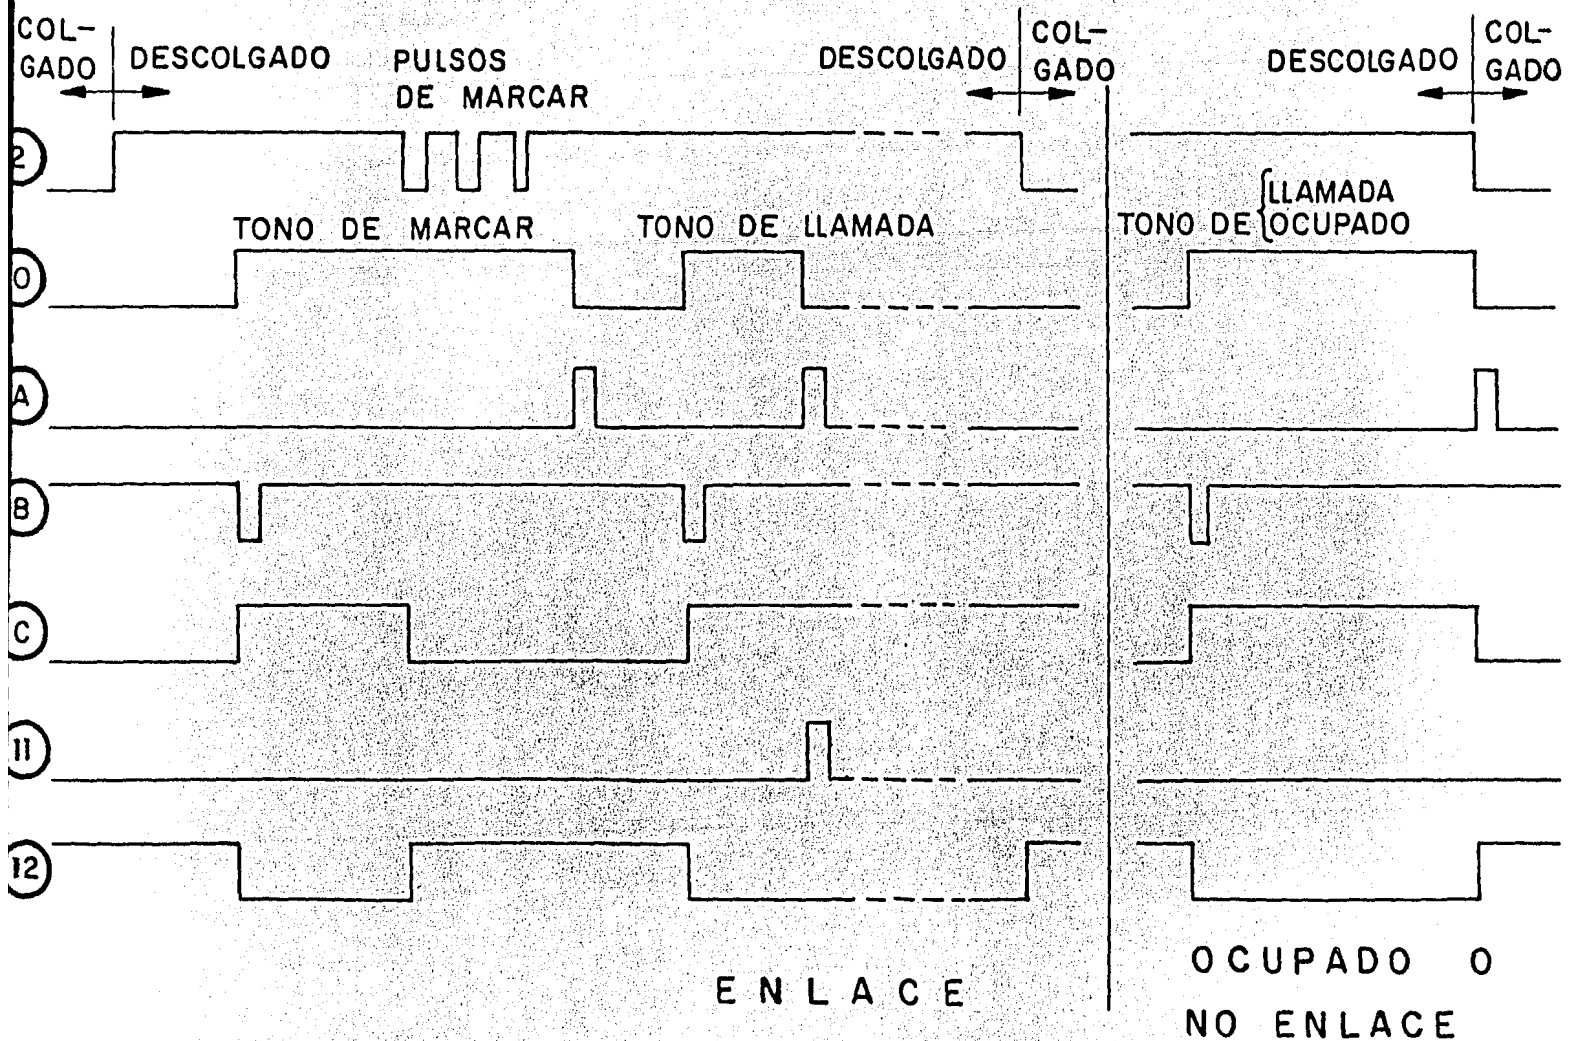 COL-
GADO
DESCOLGADO
PULSOS
DE MARCAR
DESCOLGADO
COL-
GADO
DESCOLGADO
COL-
GADO
2
TONO DE MARCAR
TONO DE LLAMADA
TONO DE { LLAMADA
OCUPADO
0
A
B
C
11
12
ENLACE
OCUPADO O
NO ENLACE